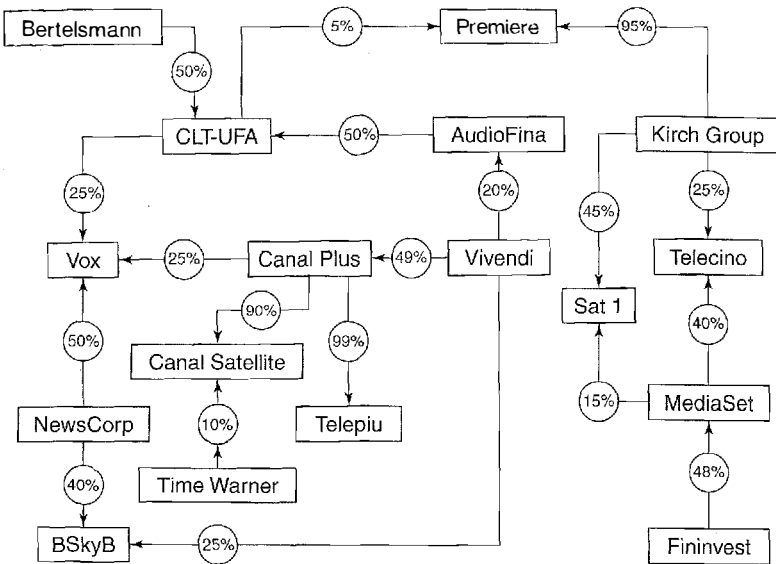 Bertelsmann
5%
Premiere
95%
50%
CLT-UFA
50%
AudioFina
Kirch Group
25%
20%
45%
25%
Vox
25%
Canal Plus
49%
Vivendi
Telecino
Sat 1
90%
50%
99%
40%
Canal Satellite
NewsCorp
10%
Telepiu
15%
MediaSet
40%
Time Warner
48%
BSkyB
25%
Fininvest